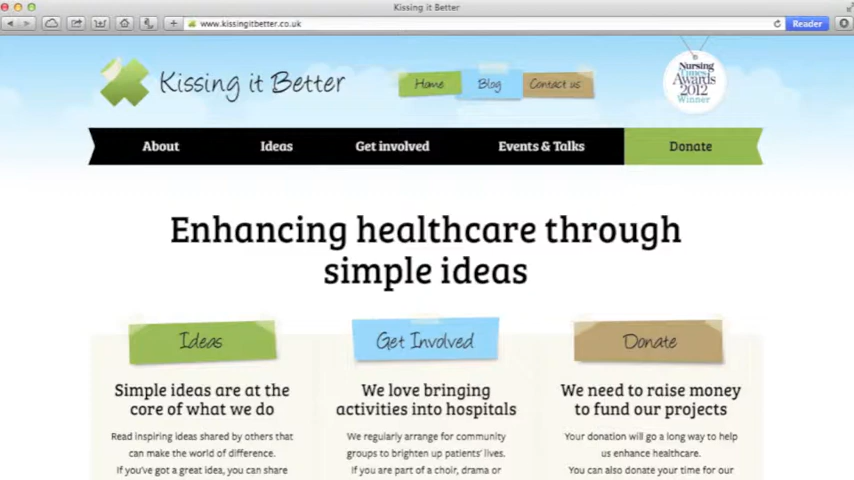 Kissing it Better
www.kissingitbetter.co.uk
Reader
Kissing it Better
Home
Blog
Contact us
Nursing
Times
Awards
2012
Winner
About
Ideas
Get involved
Events & Talks
Donate
Enhancing healthcare through
simple ideas
Ideas
Get Involved
Donate
Simple ideas are at the
core of what we do
We love bringing
activities into hospitals
We need to raise money
to fund our projects
Read inspiring ideas shared by others that
can make the world of difference.
If you've got a great idea, you can share
We regularly arrange for community
groups to brighten up patients' lives.
If you are part of a choir, drama or
Your donation will go a long way to help
us enhance healthcare.
You can also donate your time for our